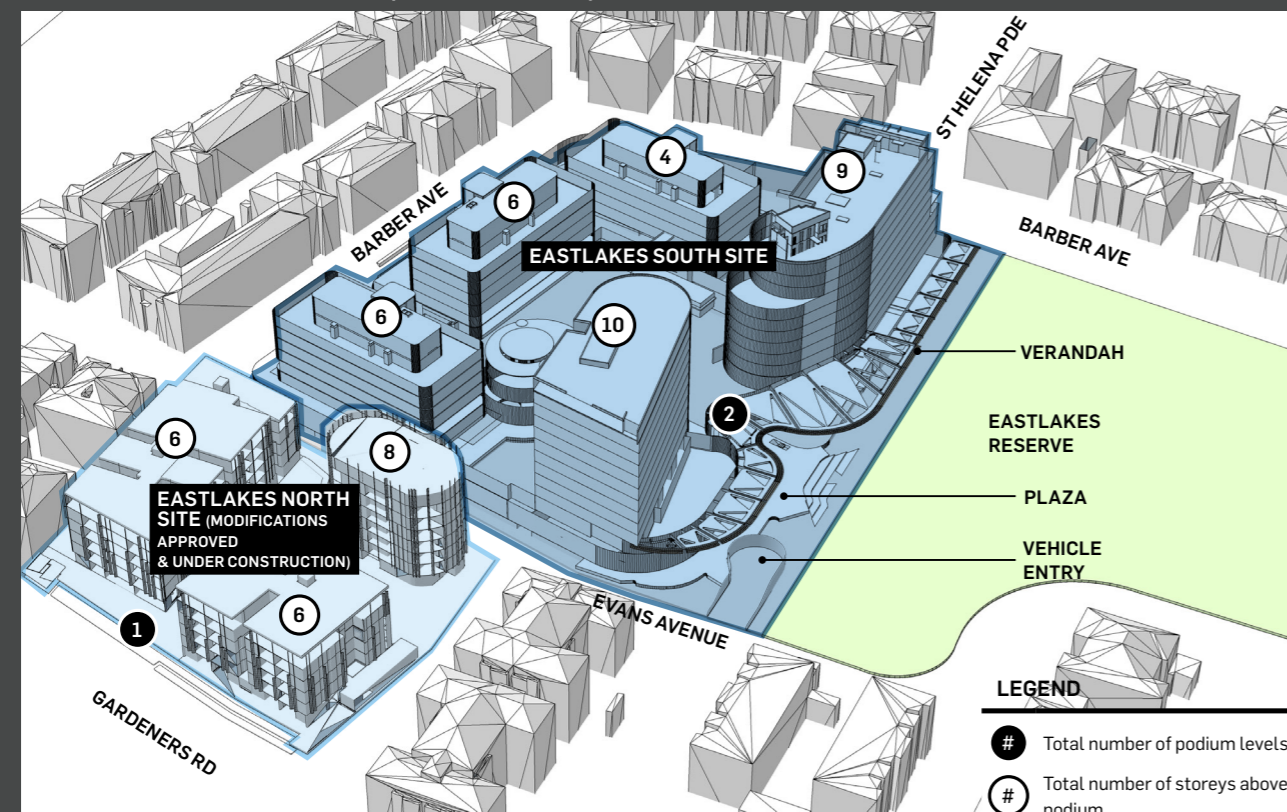 ST HELENA PDE
4
9
BARBER AVE
6
BARBER AVE
EASTLAKES SOUTH SITE
6
10
VERANDAH
2
EASTLAKES
RESERVE
6
8
EASTLAKES NORTH
SITE (MODIFICATIONS
APPROVED
& UNDER CONSTRUCTION)
PLAZA
VEHICLE
ENTRY
6
EVANS AVENUE
1
GARDENERS RD
LEGEND
# Total number of podium levels
# Total number of storeys above
podium